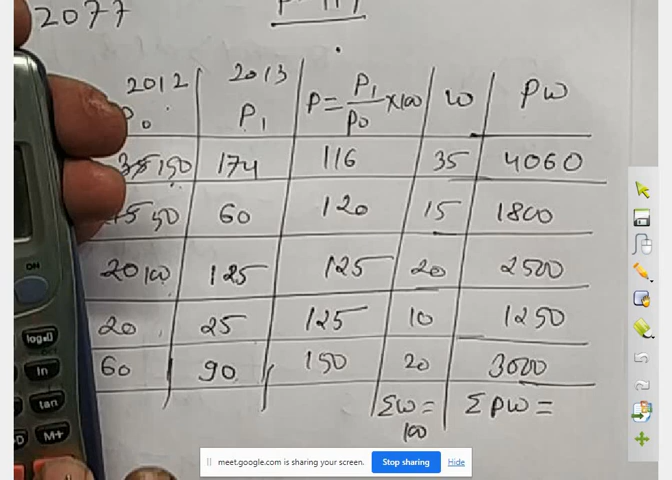 2077
2012 2013 P = P1/P0 × 100 W PW
P0 P1
150 174 116 35 4060
50 60 120 15 1800
100 125 125 20 2500
20 25 125 10 1250
60 90 150 20 3000
ΣW = 100 ΣPW =
ON
log
ln
tan
M+
meet.google.com is sharing your screen. Stop sharing Hide